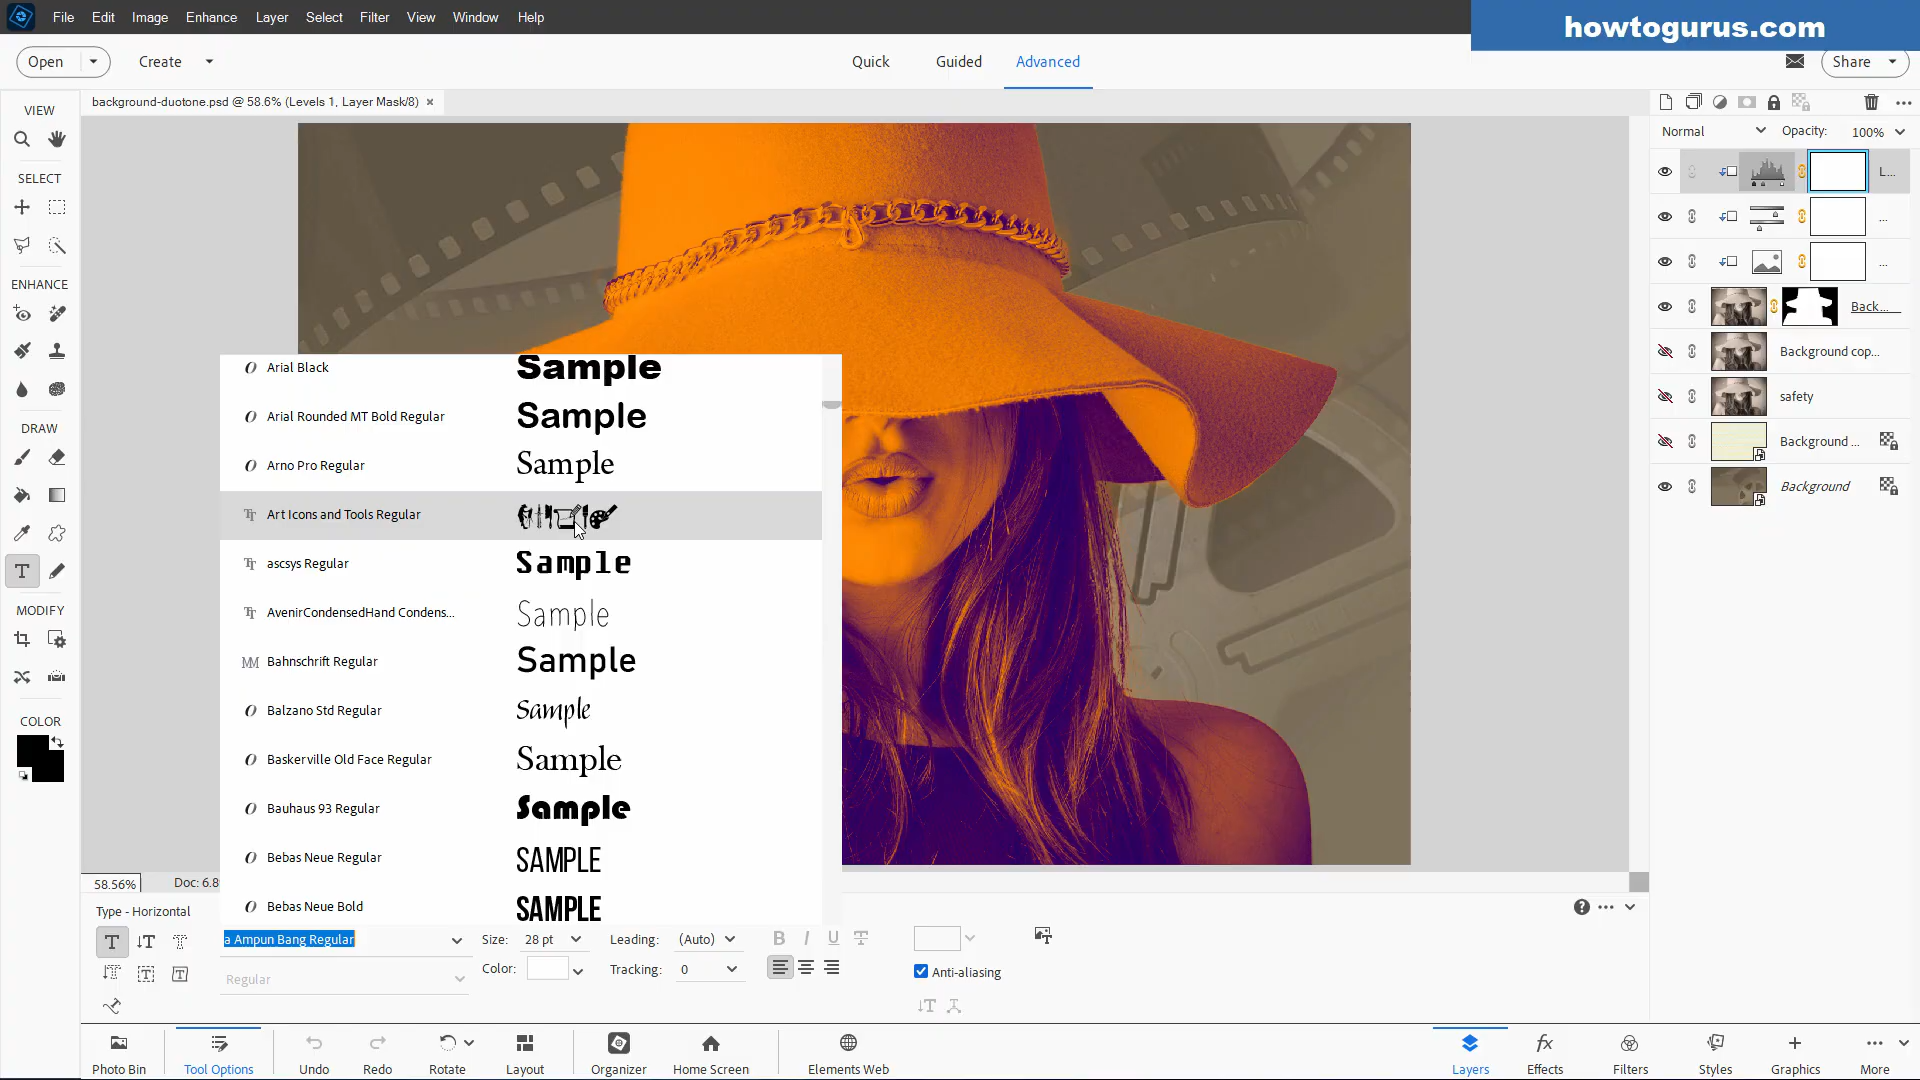 File Edit Image Enhance Layer Select Filter View Window Help
howtogurus.com
Open Create Quick Guided Advanced Share
background-duotone.psd @ 58.6% (Levels 1, Layer Mask/8) ×
VIEW
SELECT
ENHANCE
DRAW
MODIFY
COLOR
Normal Opacity: 100%
L...
...
...
Back...
Background cop...
safety
Background ...
Background
Arial Black Sample
Arial Rounded MT Bold Regular Sample
Arno Pro Regular Sample
Art Icons and Tools Regular
ascsys Regular Sample
AvenirCondensedHand Condens... Sample
Bahnschrift Regular Sample
Balzano Std Regular Sample
Baskerville Old Face Regular Sample
Bauhaus 93 Regular Sample
Bebas Neue Regular SAMPLE
Bebas Neue Bold SAMPLE
58.56% Doc: 6.8
Type - Horizontal
a Ampun Bang Regular Size: 28 pt Leading: (Auto)
Regular Color: Tracking: 0 Anti-aliasing
Photo Bin Tool Options Undo Redo Rotate Layout Organizer Home Screen Elements Web Layers Effects Filters Styles Graphics More